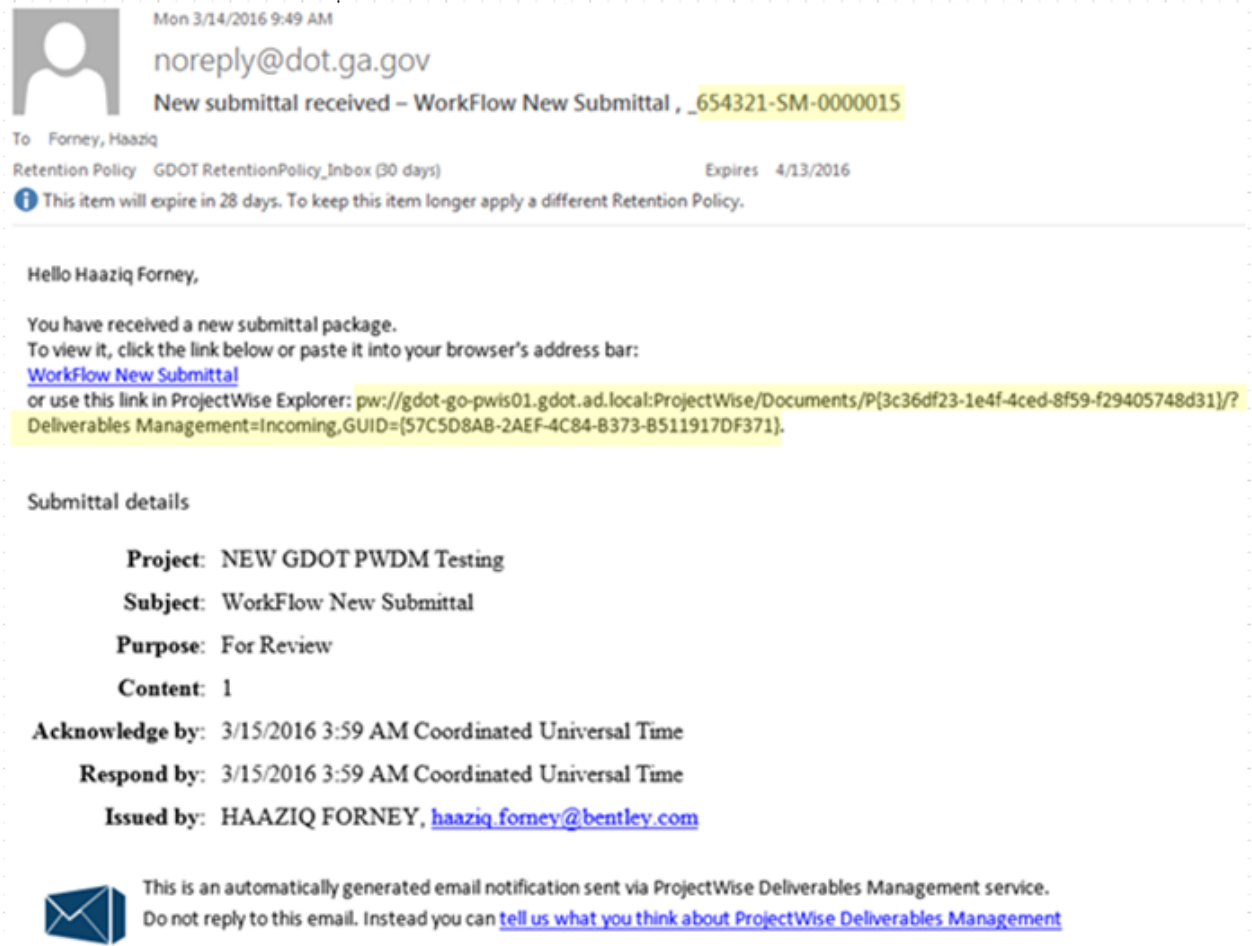 Mon 3/14/2016 9:49 AM
noreply@dot.ga.gov
New submittal received – WorkFlow New Submittal , _654321-SM-0000015
To Forney, Haaziq
Retention Policy GDOT RetentionPolicy_Inbox (30 days) Expires 4/13/2016
This item will expire in 28 days. To keep this item longer apply a different Retention Policy.
Hello Haaziq Forney,
You have received a new submittal package.
To view it, click the link below or paste it into your browser's address bar:
WorkFlow New Submittal
or use this link in ProjectWise Explorer: pw://gdot-go-pwis01.gdot.ad.local:ProjectWise/Documents/P{3c36df23-1e4f-4ced-8f59-f29405748d31}/?
Deliverables Management=Incoming,GUID={57C5D8AB-2AEF-4C84-B373-B511917DF371}.
Submittal details
Project: NEW GDOT PWDM Testing
Subject: WorkFlow New Submittal
Purpose: For Review
Content: 1
Acknowledge by: 3/15/2016 3:59 AM Coordinated Universal Time
Respond by: 3/15/2016 3:59 AM Coordinated Universal Time
Issued by: HAAZIQ FORNEY, haaziq.forney@bentley.com
This is an automatically generated email notification sent via ProjectWise Deliverables Management service.
Do not reply to this email. Instead you can tell us what you think about ProjectWise Deliverables Management